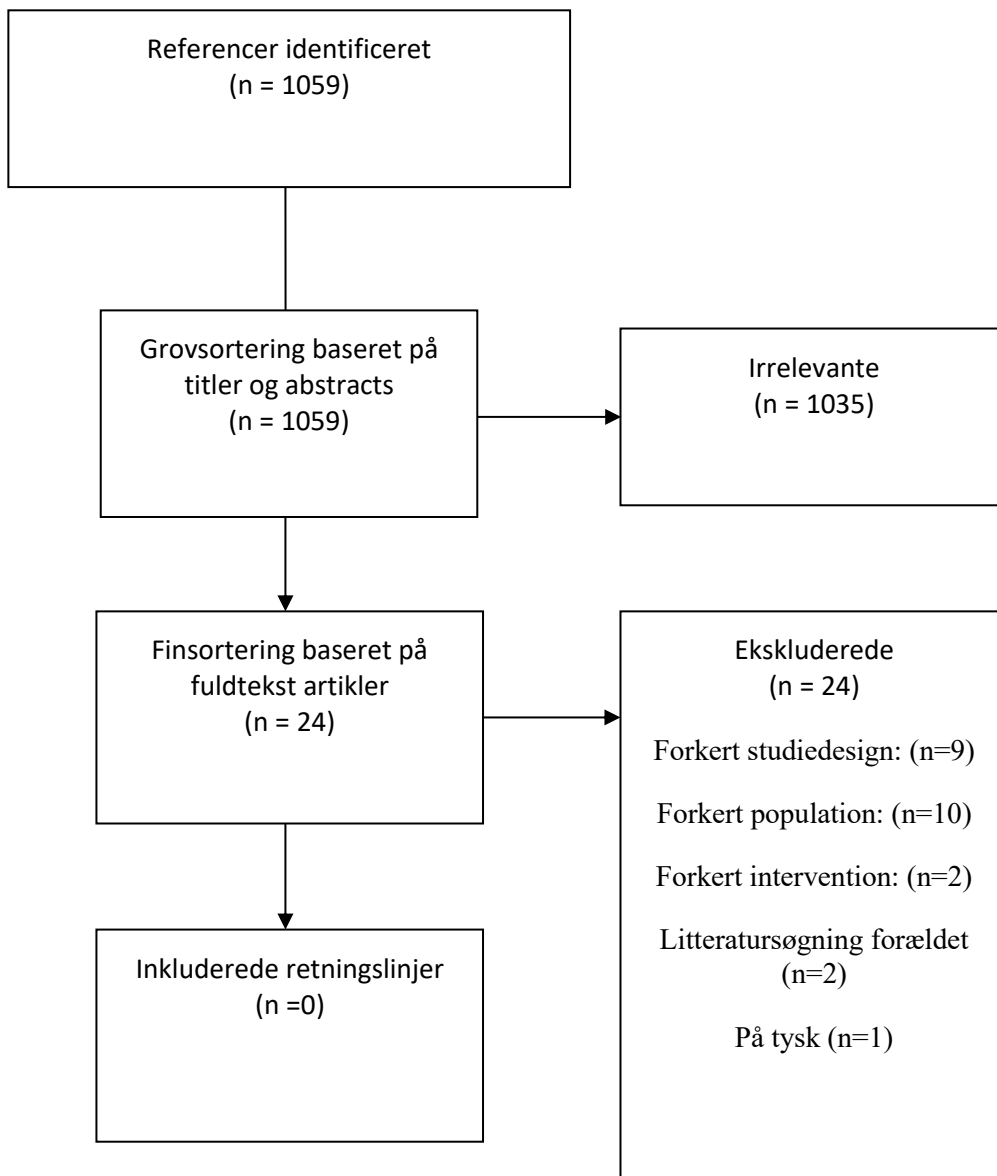 Referencer identificeret
(n = 1059)
Grovsortering baseret på
titler og abstracts
(n = 1059)
Irrelevante
(n = 1035)
Finsortering baseret på
fuldtekst artikler
(n = 24)
Ekskluderede
(n = 24)
Forkert studiedesign: (n=9)
Forkert population: (n=10)
Forkert intervention: (n=2)
Litteratursøgning forældet
(n=2)
På tysk (n=1)
Inkluderede retningslinjer
(n =0)